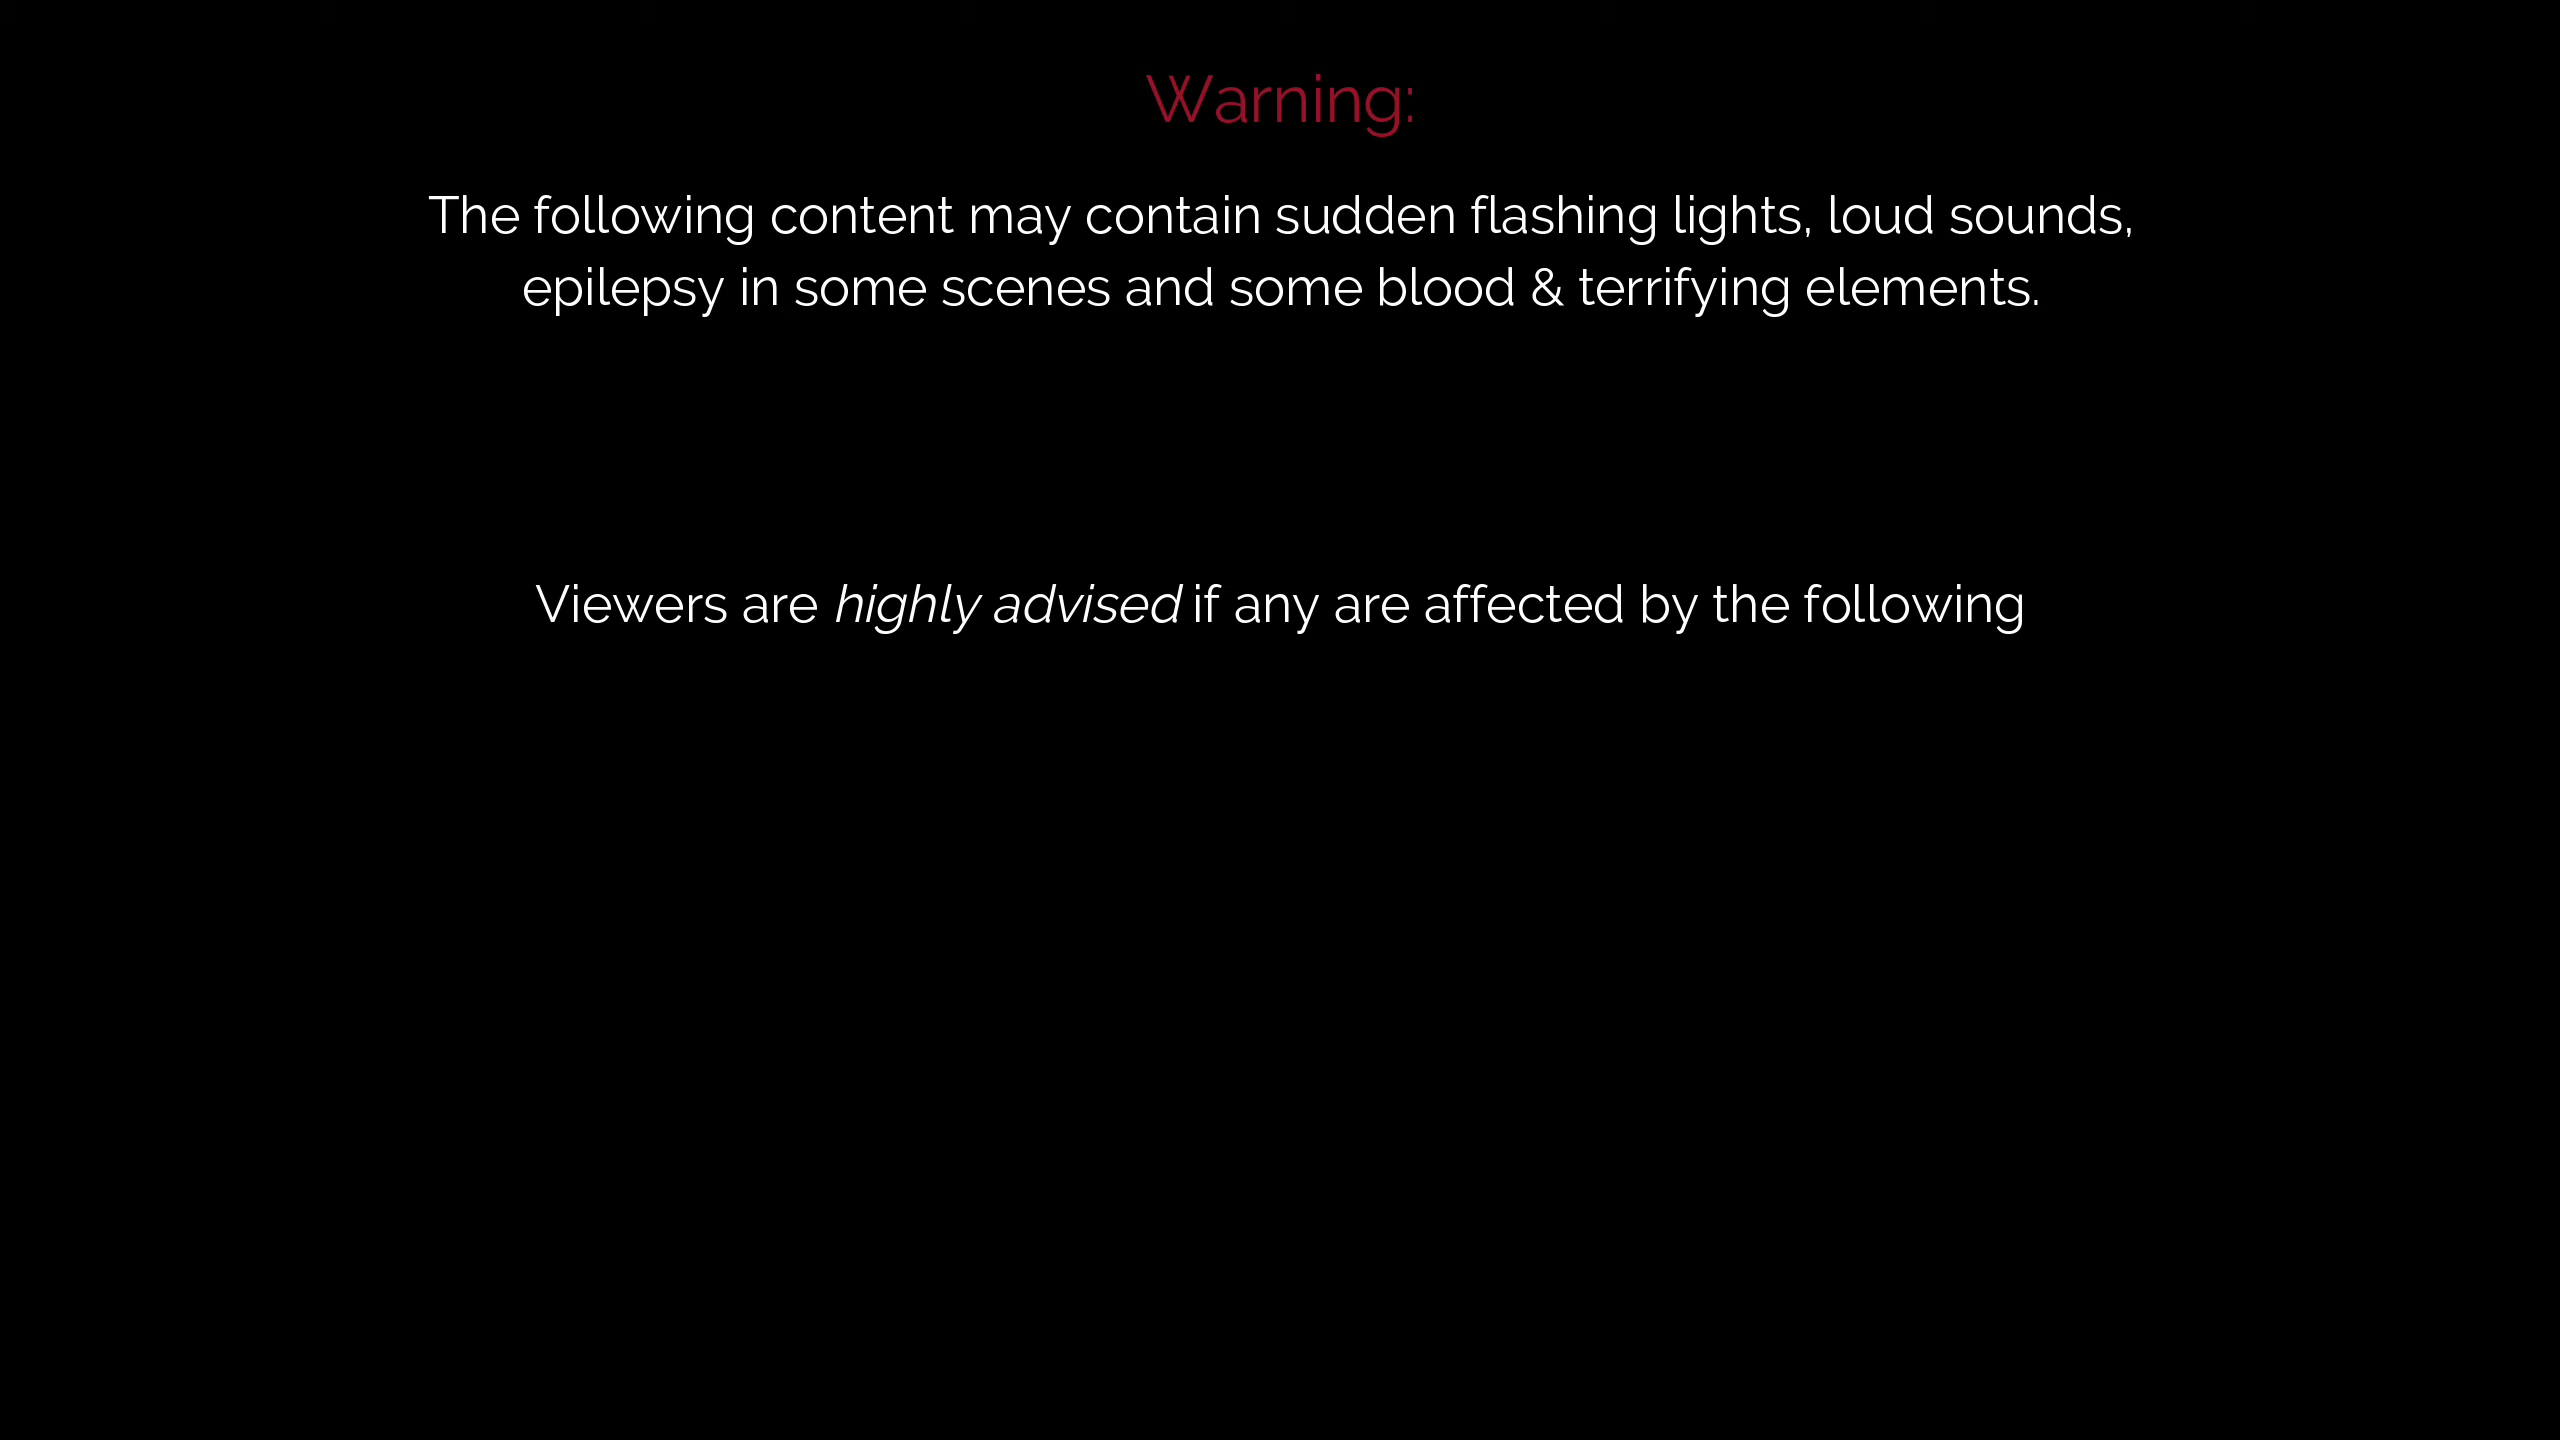 Warning:
The following content may contain sudden flashing lights, loud sounds,
epilepsy in some scenes and some blood & terrifying elements.
Viewers are highly advised if any are affected by the following